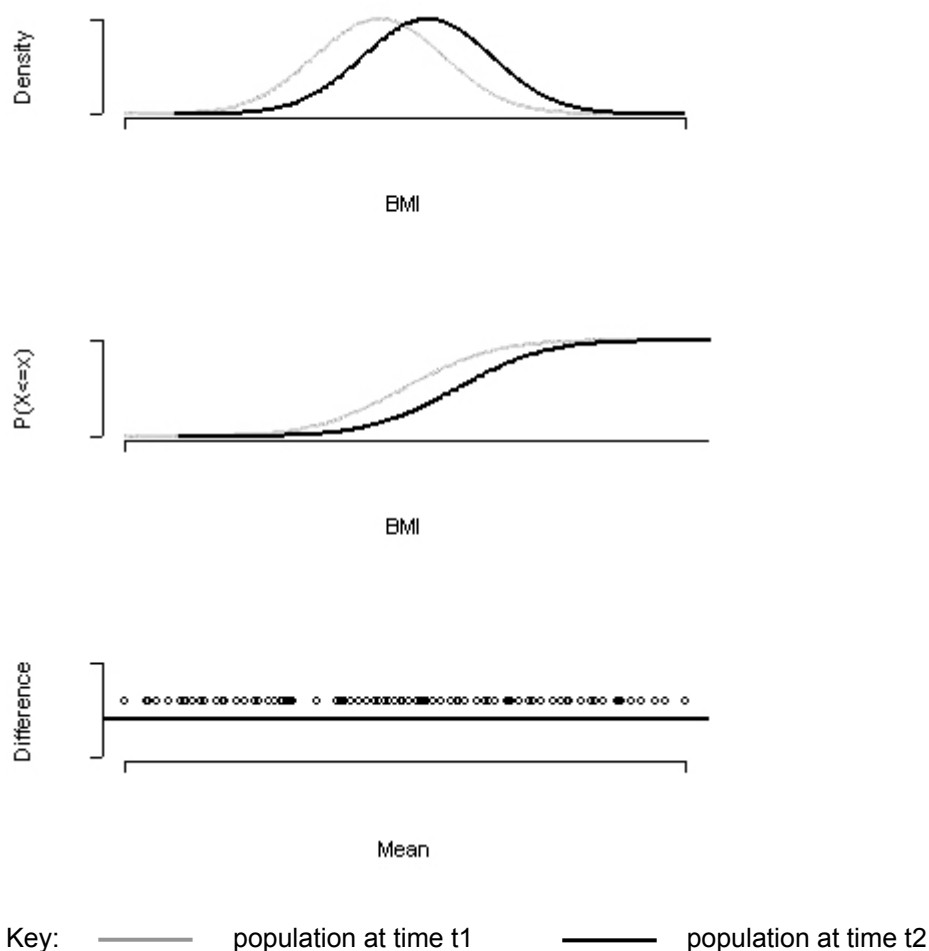 Density
BMI
P(X<=x)
BMI
Difference
Mean
Key: population at time t1 population at time t2